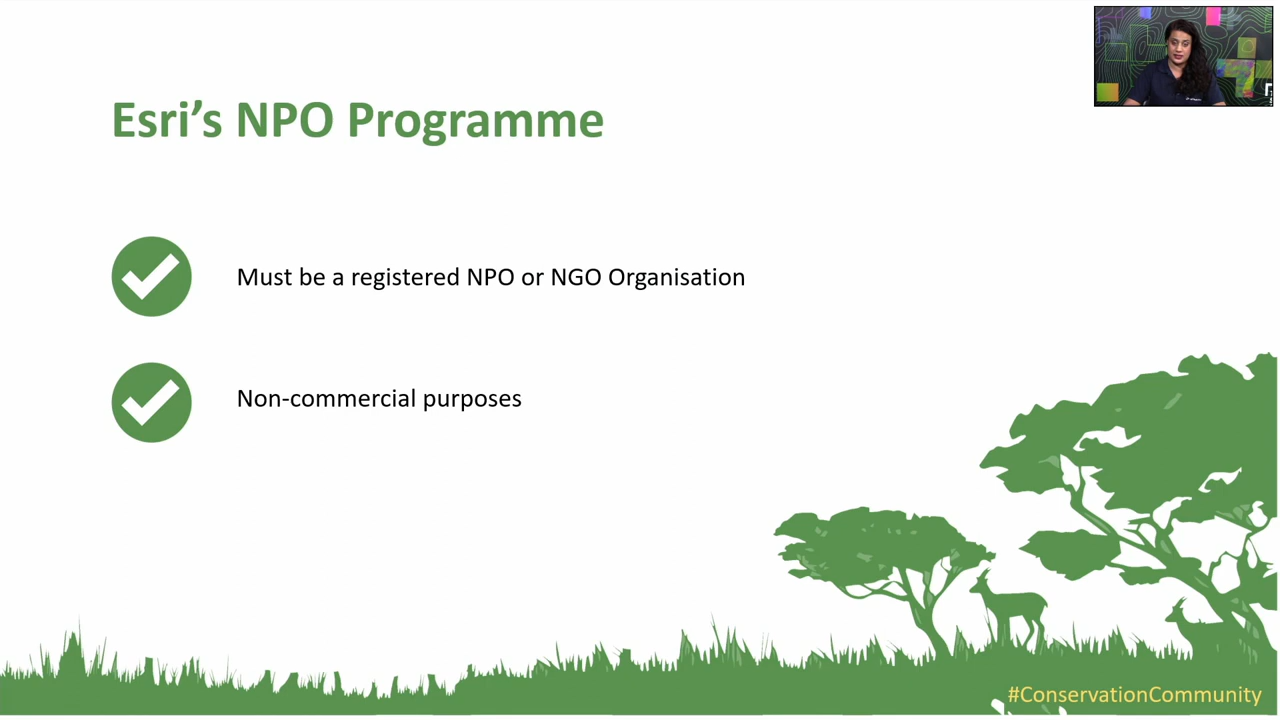 Esri’s NPO Programme
Must be a registered NPO or NGO Organisation
Non-commercial purposes
#ConservationCommunity